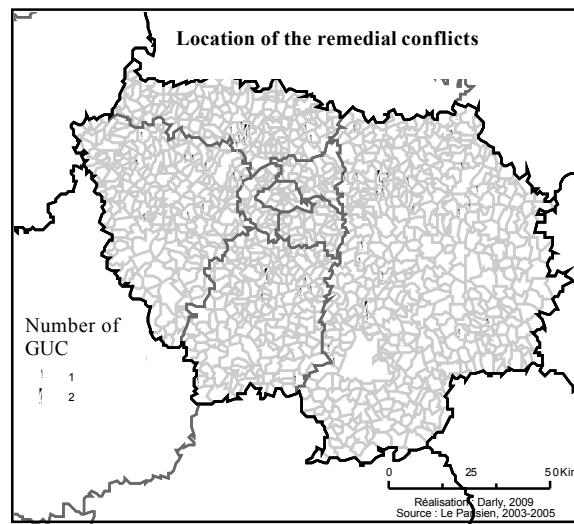 Location of the remedial conflicts
Number of
GUC
1
2
0 25 50 Km
Réalisation : Darly, 2009
Source : Le Parisien, 2003-2005